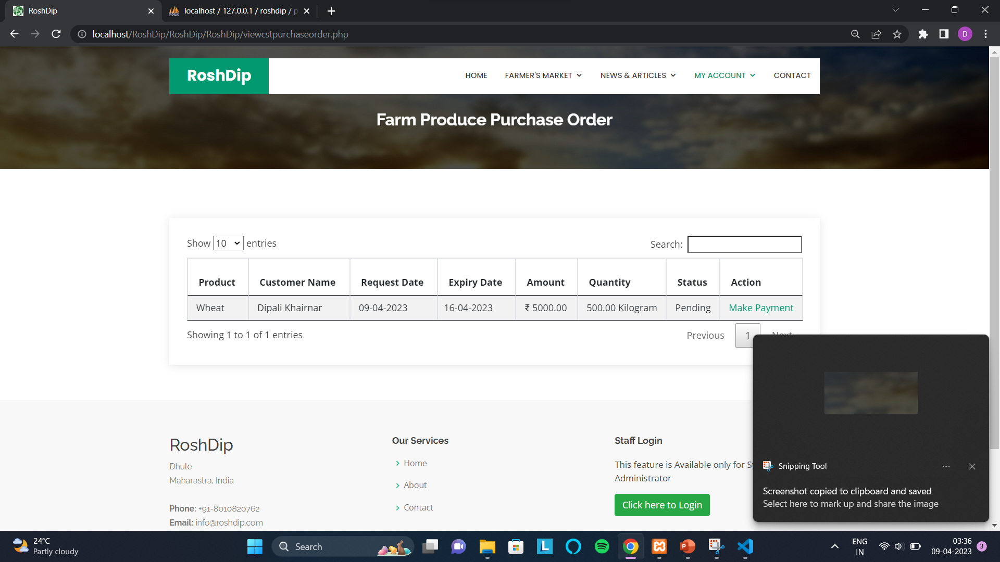 RoshDip
localhost / 127.0.0.1 / roshdip / p
localhost/RoshDip/RoshDip/RoshDip/viewcstpurchaseorder.php
D
RoshDip
HOME FARMER'S MARKET NEWS & ARTICLES MY ACCOUNT CONTACT
Farm Produce Purchase Order
Show 10 entries
Search:
Product Customer Name Request Date Expiry Date Amount Quantity Status Action
Wheat Dipali Khairnar 09-04-2023 16-04-2023 ₹ 5000.00 500.00 Kilogram Pending Make Payment
Showing 1 to 1 of 1 entries
Previous 1 Next
RoshDip
Dhule
Maharastra, India
Phone: +91-8010820762
Email: info@roshdip.com
Our Services
Home
About
Contact
Staff Login
This feature is Available only for St
Administrator
Click here to Login
Snipping Tool
Screenshot copied to clipboard and saved
Select here to mark up and share the image
24°C
Partly cloudy
Search
ENG
IN
03:36
09-04-2023
3